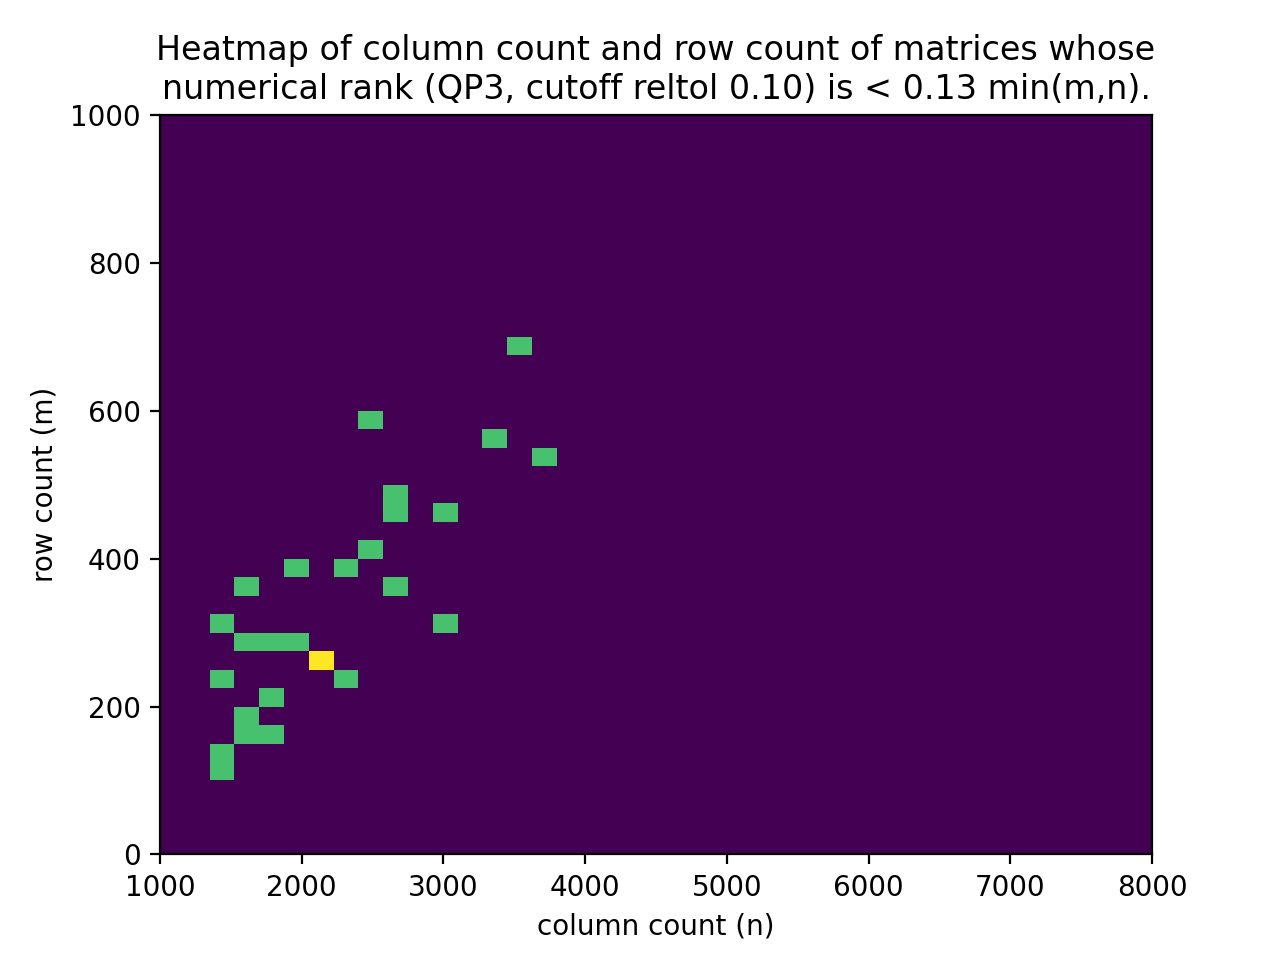 Heatmap of column count and row count of matrices whose
numerical rank (QP3, cutoff reltol 0.10) is < 0.13 min(m,n).
1000
800
600
400
200
0
row count (m)
1000 2000 3000 4000 5000 6000 7000 8000
column count (n)